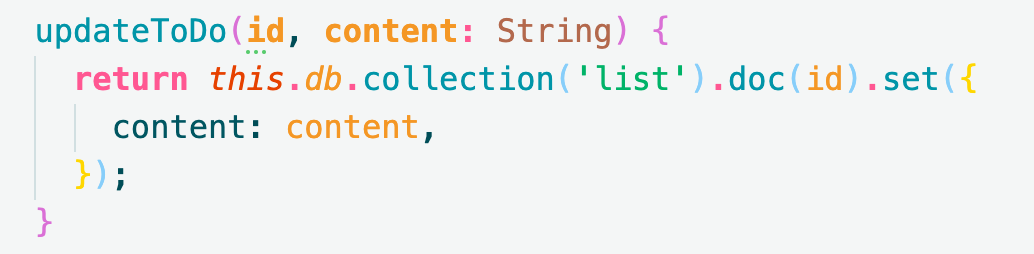 updateToDo(id, content: String) {
  return this.db.collection('list').doc(id).set({
    content: content,
  });
}